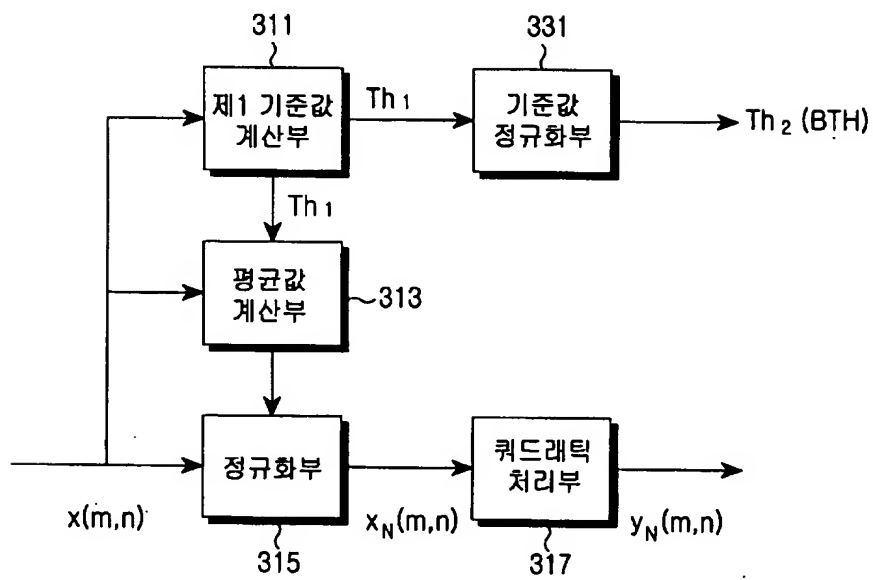 311
331
제1 기준값
계산부
Th1
기준값
정규화부
Th2 (BTH)
Th1
평균값
계산부
313
정규화부
쿼드래틱
처리부
x(m,n)
315
xN(m,n)
317
yN(m,n)